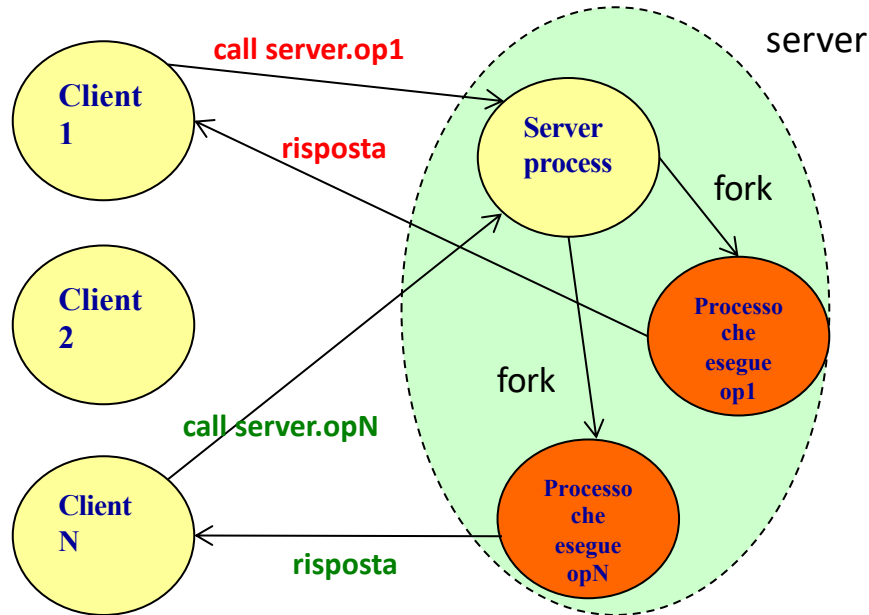 server
call server.op1
Client
1
Server
process
risposta
fork
Client
2
Processo
che
esegue
op1
fork
call server.opN
Client
N
Processo
che
esegue
opN
risposta